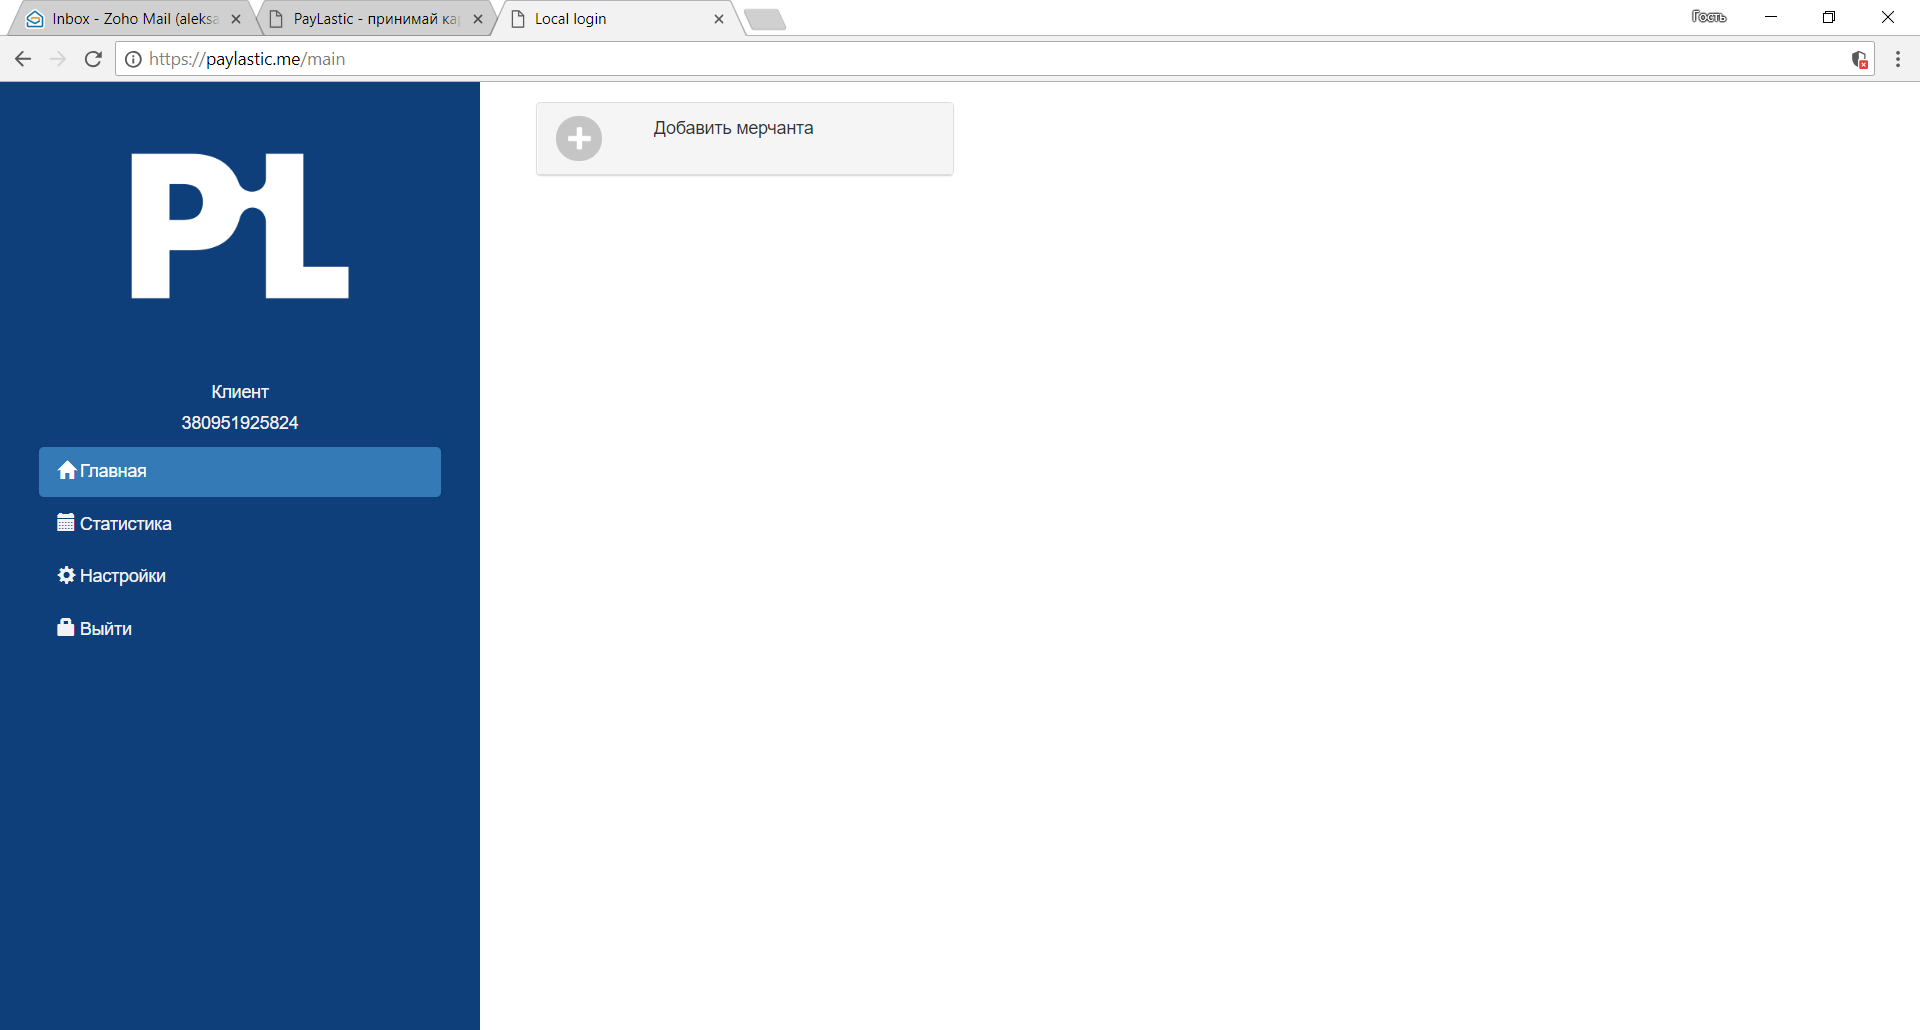 Inbox - Zoho Mail (aleksa
PayLastic - принимай ка
Local login
Гость
https://paylastic.me/main
PL
Клиент
380951925824
Главная
Статистика
Настройки
Выйти
Добавить мерчанта